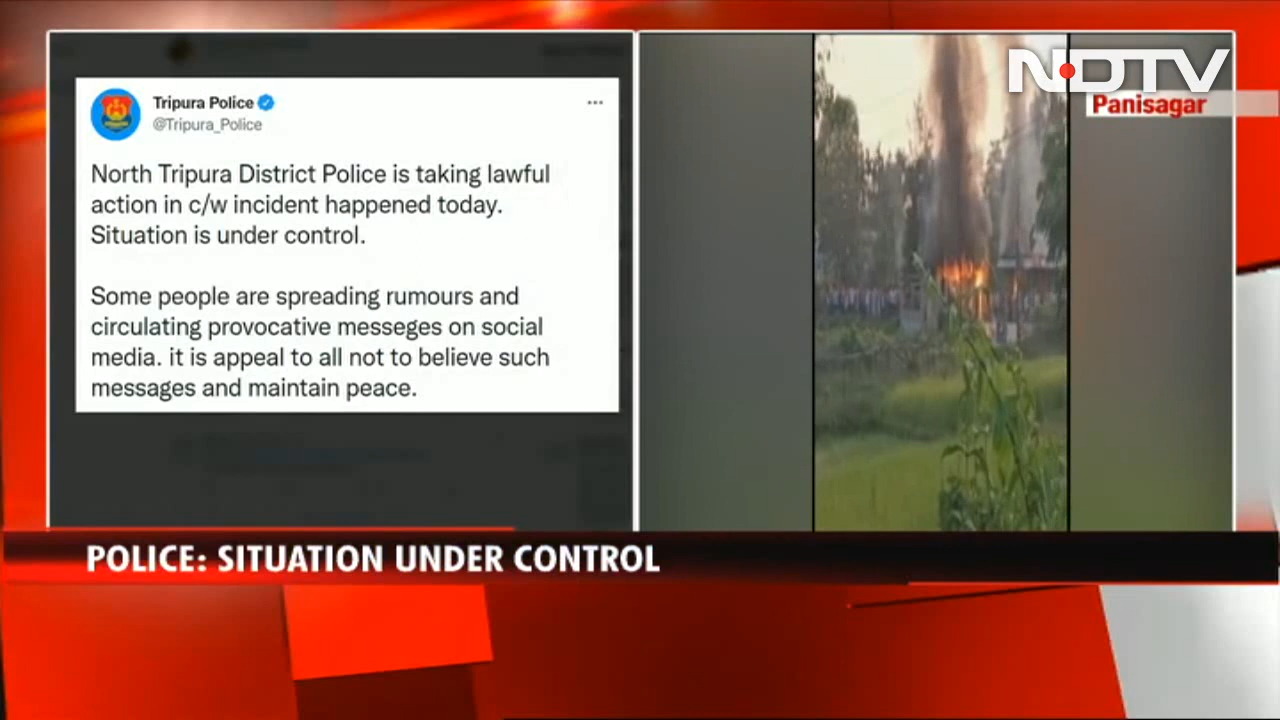 NDTV
Panisagar
Tripura Police
@Tripura_Police
North Tripura District Police is taking lawful
action in c/w incident happened today.
Situation is under control.
Some people are spreading rumours and
circulating provocative messeges on social
media. it is appeal to all not to believe such
messages and maintain peace.
POLICE: SITUATION UNDER CONTROL